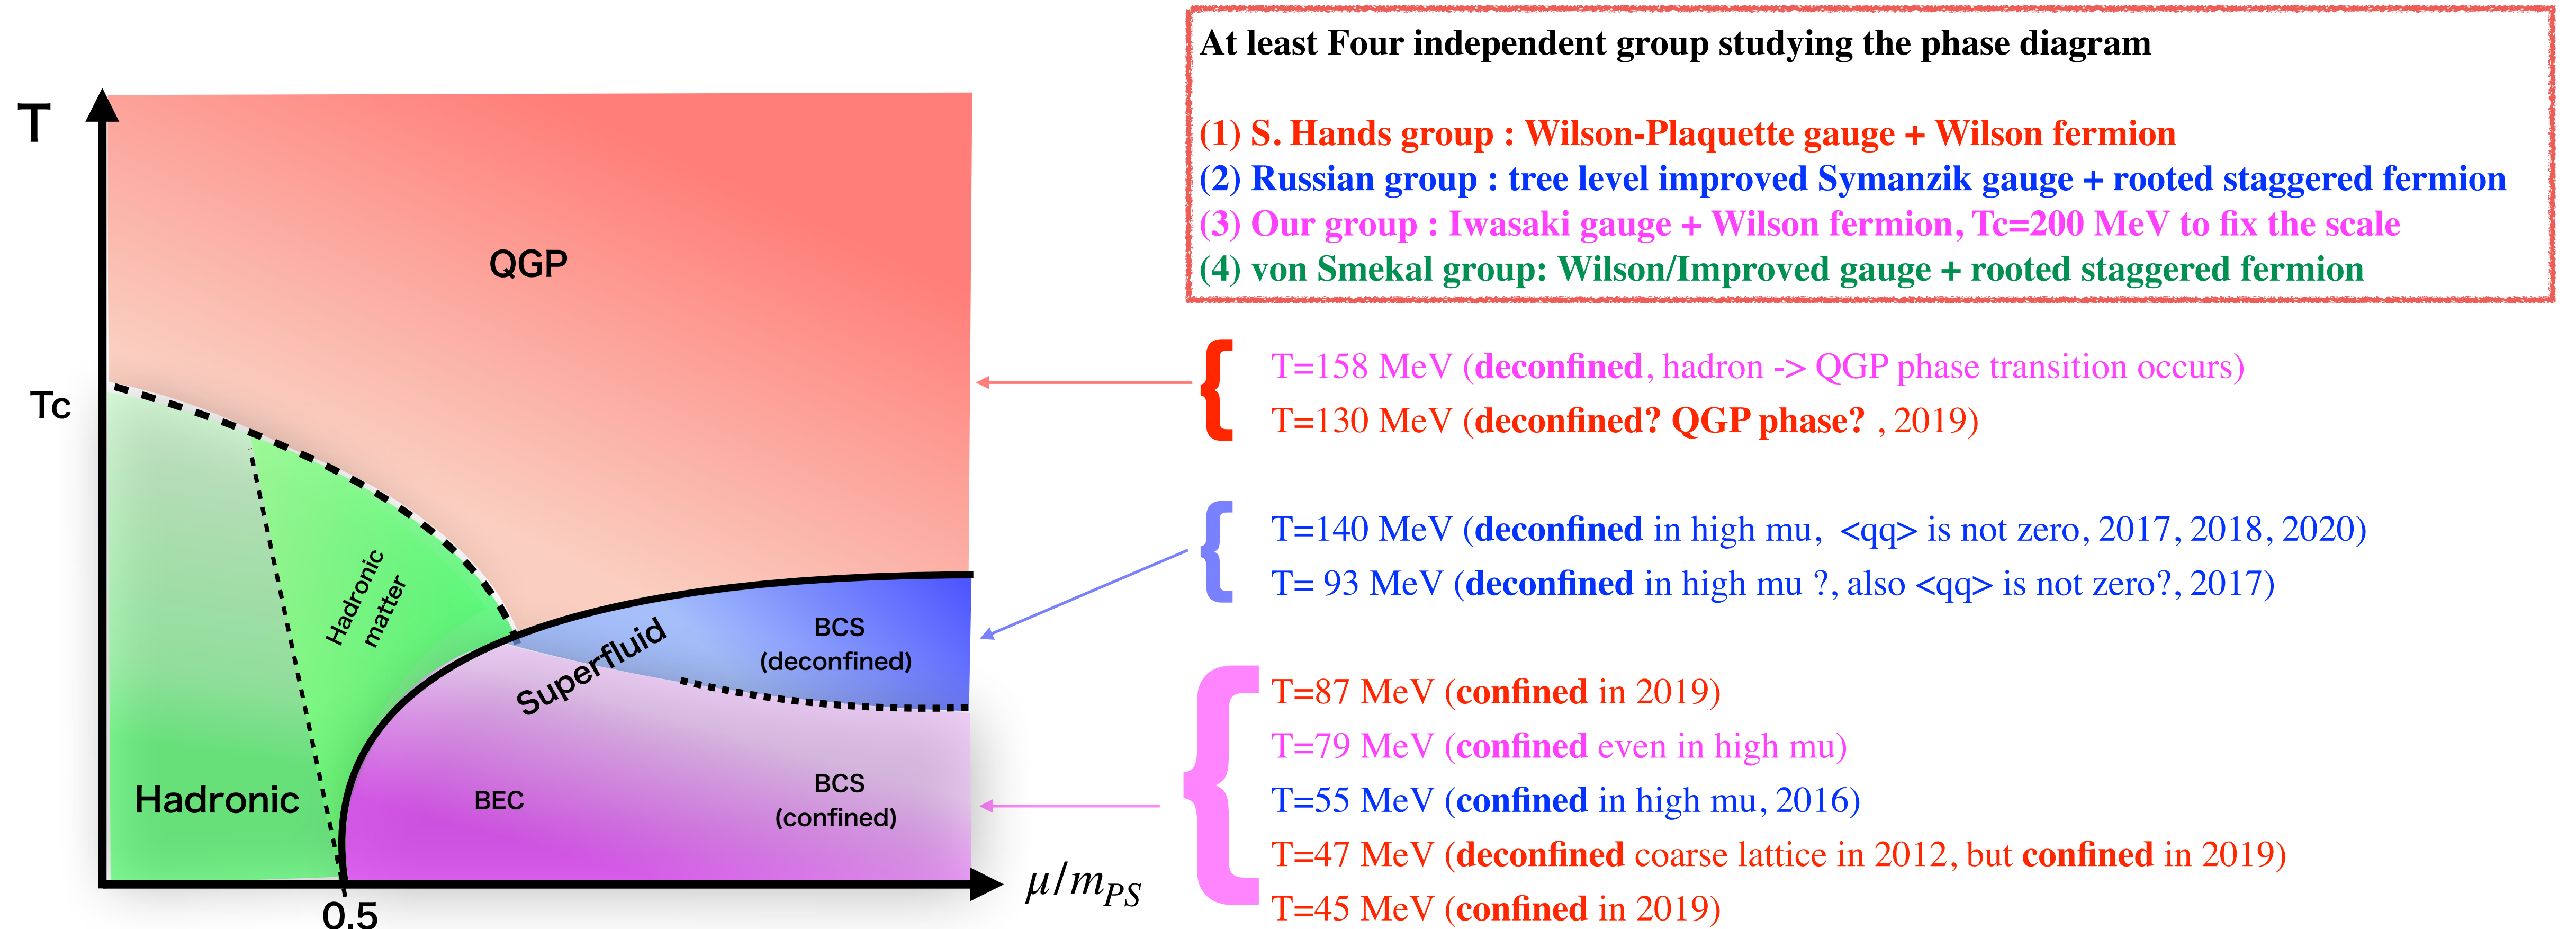 T
Tc
QGP
Hadronic
matter
Hadronic
Superfluid
BEC
BCS
(deconfined)
BCS
(confined)
0.5
μ/m_PS
At least Four independent group studying the phase diagram
(1) S. Hands group : Wilson-Plaquette gauge + Wilson fermion
(2) Russian group : tree level improved Symanzik gauge + rooted staggered fermion
(3) Our group : Iwasaki gauge + Wilson fermion, Tc=200 MeV to fix the scale
(4) von Smekal group: Wilson/Improved gauge + rooted staggered fermion
T=158 MeV (deconfined, hadron -> QGP phase transition occurs)
T=130 MeV (deconfined? QGP phase? , 2019)
T=140 MeV (deconfined in high mu, <qq> is not zero, 2017, 2018, 2020)
T= 93 MeV (deconfined in high mu ?, also <qq> is not zero?, 2017)
T=87 MeV (confined in 2019)
T=79 MeV (confined even in high mu)
T=55 MeV (confined in high mu, 2016)
T=47 MeV (deconfined coarse lattice in 2012, but confined in 2019)
T=45 MeV (confined in 2019)